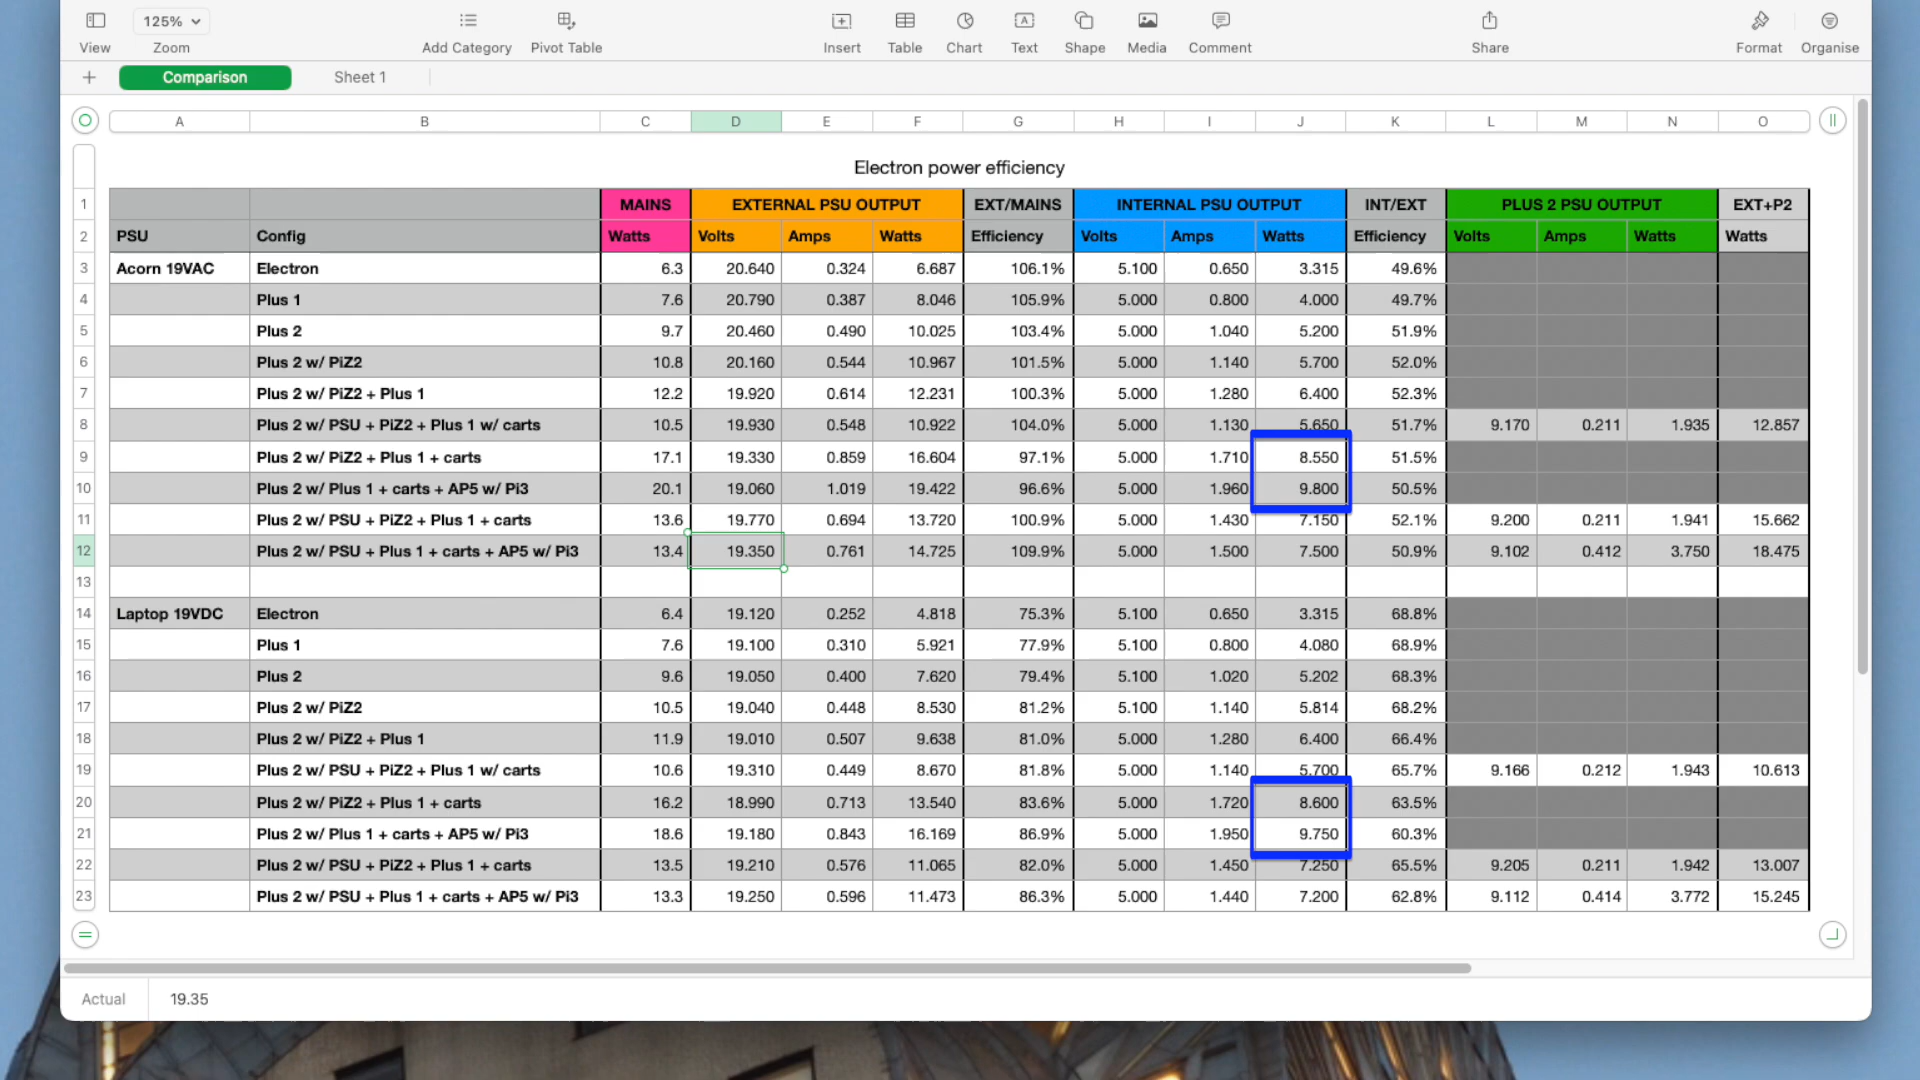 125%
View Zoom Add Category Pivot Table Insert Table Chart Text Shape Media Comment Share Format Organise
Comparison Sheet 1
A B C D E F G H I J K L M N O
Electron power efficiency
1 MAINS EXTERNAL PSU OUTPUT EXT/MAINS INTERNAL PSU OUTPUT INT/EXT PLUS 2 PSU OUTPUT EXT+P2
2 PSU Config Watts Volts Amps Watts Efficiency Volts Amps Watts Efficiency Volts Amps Watts Watts
3 Acorn 19VAC Electron 6.3 20.640 0.324 6.687 106.1% 5.100 0.650 3.315 49.6%
4 Plus 1 7.6 20.790 0.387 8.046 105.9% 5.000 0.800 4.000 49.7%
5 Plus 2 9.7 20.460 0.490 10.025 103.4% 5.000 1.040 5.200 51.9%
6 Plus 2 w/ PiZ2 10.8 20.160 0.544 10.967 101.5% 5.000 1.140 5.700 52.0%
7 Plus 2 w/ PiZ2 + Plus 1 12.2 19.920 0.614 12.231 100.3% 5.000 1.280 6.400 52.3%
8 Plus 2 w/ PSU + PiZ2 + Plus 1 w/ carts 10.5 19.930 0.548 10.922 104.0% 5.000 1.130 5.650 51.7% 9.170 0.211 1.935 12.857
9 Plus 2 w/ PiZ2 + Plus 1 + carts 17.1 19.330 0.859 16.604 97.1% 5.000 1.710 8.550 51.5%
10 Plus 2 w/ Plus 1 + carts + AP5 w/ Pi3 20.1 19.060 1.019 19.422 96.6% 5.000 1.960 9.800 50.5%
11 Plus 2 w/ PSU + PiZ2 + Plus 1 + carts 13.6 19.770 0.694 13.720 100.9% 5.000 1.430 7.150 52.1% 9.200 0.211 1.941 15.662
12 Plus 2 w/ PSU + Plus 1 + carts + AP5 w/ Pi3 13.4 19.350 0.761 14.725 109.9% 5.000 1.500 7.500 50.9% 9.102 0.412 3.750 18.475
13
14 Laptop 19VDC Electron 6.4 19.120 0.252 4.818 75.3% 5.100 0.650 3.315 68.8%
15 Plus 1 7.6 19.100 0.310 5.921 77.9% 5.100 0.800 4.080 68.9%
16 Plus 2 9.6 19.050 0.400 7.620 79.4% 5.100 1.020 5.202 68.3%
17 Plus 2 w/ PiZ2 10.5 19.040 0.448 8.530 81.2% 5.100 1.140 5.814 68.2%
18 Plus 2 w/ PiZ2 + Plus 1 11.9 19.010 0.507 9.638 81.0% 5.000 1.280 6.400 66.4%
19 Plus 2 w/ PSU + PiZ2 + Plus 1 w/ carts 10.6 19.310 0.449 8.670 81.8% 5.000 1.140 5.700 65.7% 9.166 0.212 1.943 10.613
20 Plus 2 w/ PiZ2 + Plus 1 + carts 16.2 18.990 0.713 13.540 83.6% 5.000 1.720 8.600 63.5%
21 Plus 2 w/ Plus 1 + carts + AP5 w/ Pi3 18.6 19.180 0.843 16.169 86.9% 5.000 1.950 9.750 60.3%
22 Plus 2 w/ PSU + PiZ2 + Plus 1 + carts 13.5 19.210 0.576 11.065 82.0% 5.000 1.450 7.250 65.5% 9.205 0.211 1.942 13.007
23 Plus 2 w/ PSU + Plus 1 + carts + AP5 w/ Pi3 13.3 19.250 0.596 11.473 86.3% 5.000 1.440 7.200 62.8% 9.112 0.414 3.772 15.245
Actual 19.35